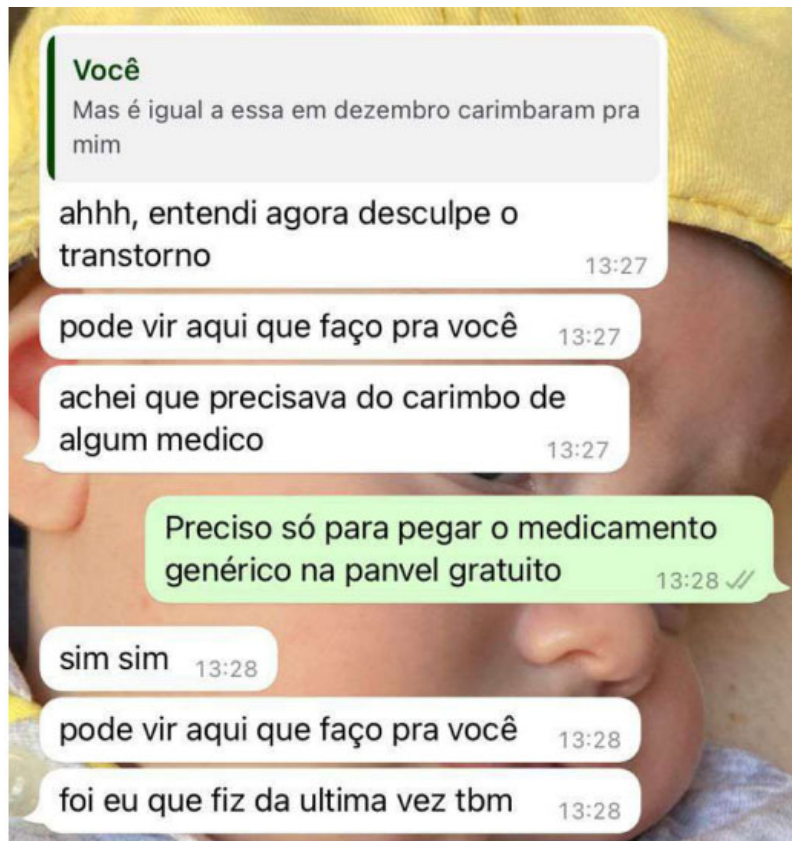 Você
Mas é igual a essa em dezembro carimbaram pra
mim
ahhh, entendi agora desculpe o
transtorno
13:27
pode vir aqui que faço pra você
13:27
achei que precisava do carimbo de
algum medico
13:27
Preciso só para pegar o medicamento
genérico na panvel gratuito
13:28
sim sim
13:28
pode vir aqui que faço pra você
13:28
foi eu que fiz da ultima vez tbm
13:28